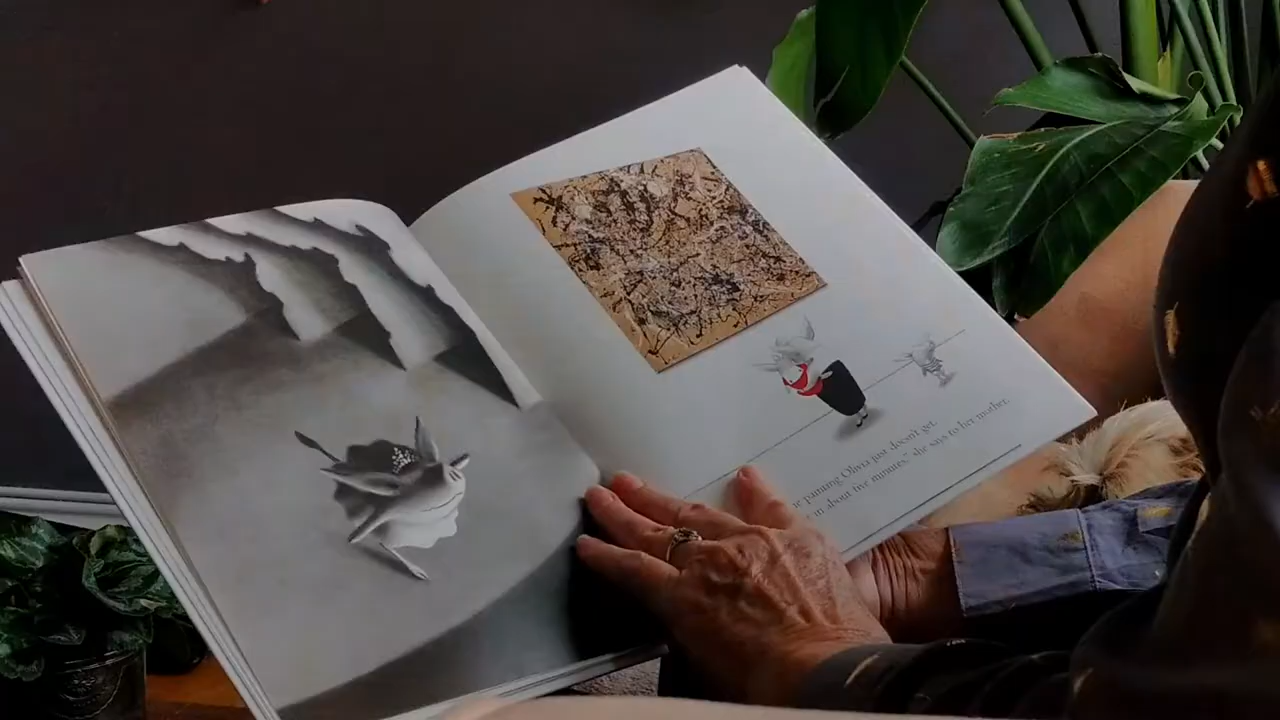 painting Olivia just doesn't get.
in about five minutes," she says to her mother.